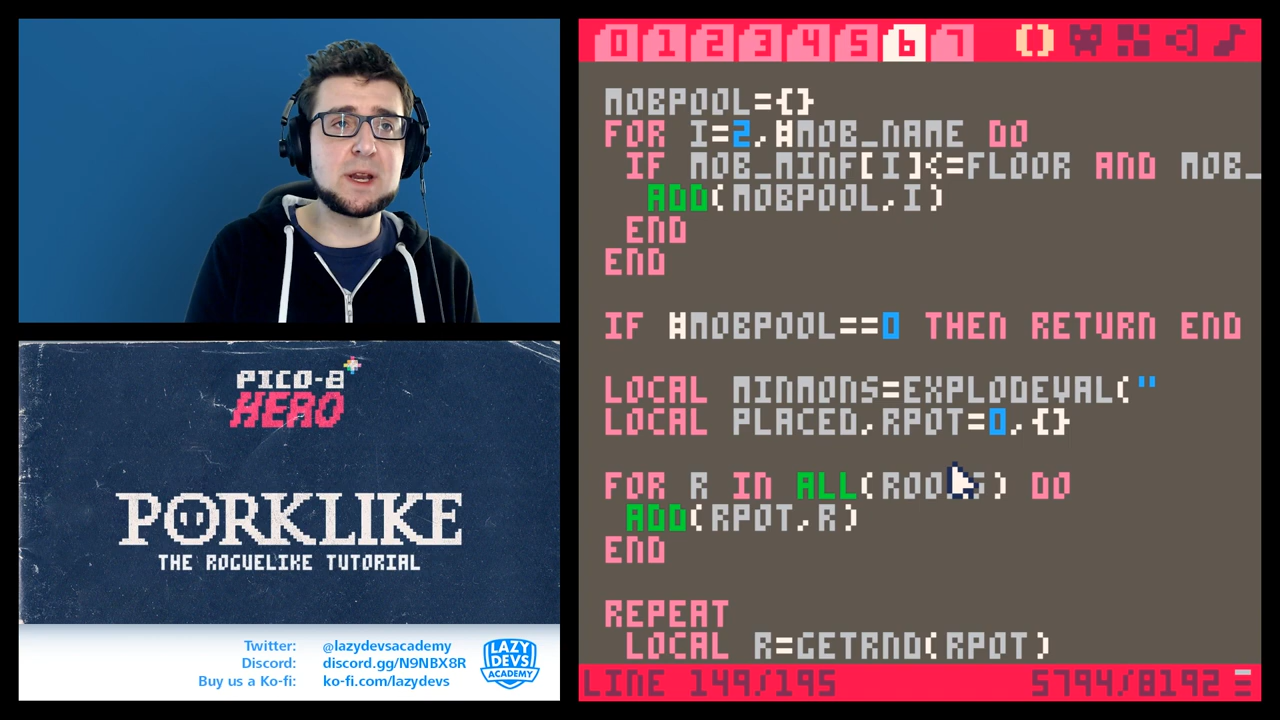 0 1 2 3 4 5 6 7
MOBPOOL={}
FOR I=2,#MOB_NAME DO
IF MOB_MINF[I]<=FLOOR AND MOB_
ADD(MOBPOOL,I)
END
END
IF #MOBPOOL==0 THEN RETURN END
LOCAL MINMONS=EXPLODEVAL("
LOCAL PLACED,RPOT=0,{}
FOR R IN ALL(ROOMS) DO
ADD(RPOT,R)
END
REPEAT
LOCAL R=GETRND(RPOT)
LINE 149/195 5794/8192
PICO-8
HERO
PORKLIKE
THE ROGUELIKE TUTORIAL
Twitter: @lazydevsacademy
Discord: discord.gg/N9NBX8R
Buy us a Ko-fi: ko-fi.com/lazydevs
LAZY
DEVS
ACADEMY